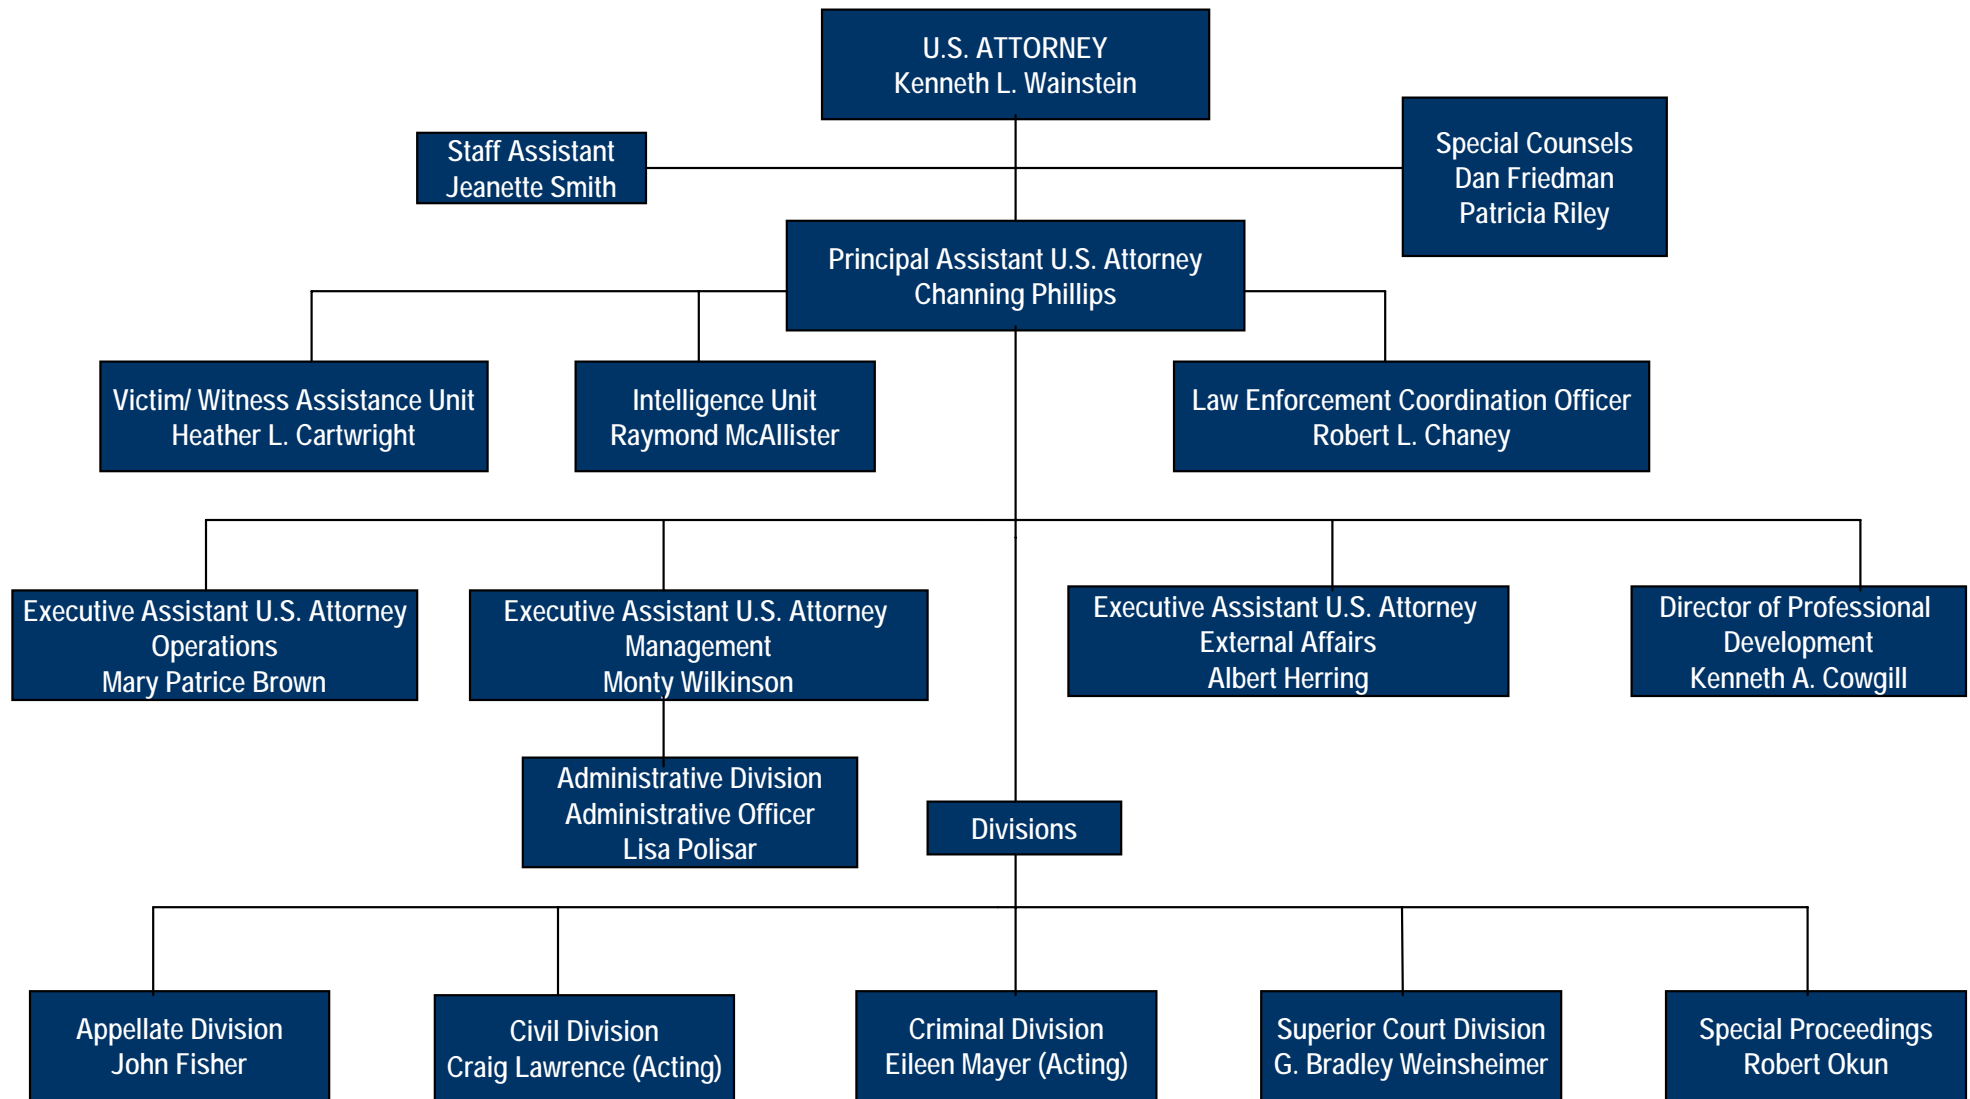 U.S. ATTORNEY
Kenneth L. Wainstein
Staff Assistant
Jeanette Smith
Special Counsels
Dan Friedman
Patricia Riley
Principal Assistant U.S. Attorney
Channing Phillips
Victim/ Witness Assistance Unit
Heather L. Cartwright
Intelligence Unit
Raymond McAllister
Law Enforcement Coordination Officer
Robert L. Chaney
Executive Assistant U.S. Attorney
Operations
Mary Patrice Brown
Executive Assistant U.S. Attorney
Management
Monty Wilkinson
Executive Assistant U.S. Attorney
External Affairs
Albert Herring
Director of Professional
Development
Kenneth A. Cowgill
Administrative Division
Administrative Officer
Lisa Polisar
Divisions
Appellate Division
John Fisher
Civil Division
Craig Lawrence (Acting)
Criminal Division
Eileen Mayer (Acting)
Superior Court Division
G. Bradley Weinsheimer
Special Proceedings
Robert Okun